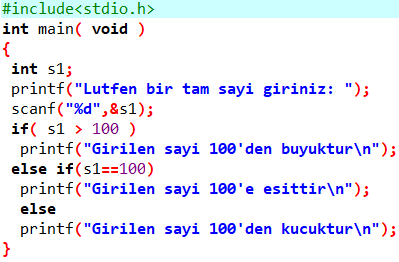 #include<stdio.h>
int main( void )
{
 int s1;
 printf("Lutfen bir tam sayi giriniz: ");
 scanf("%d",&s1);
 if( s1 > 100 )
  printf("Girilen sayi 100'den buyuktur\n");
 else if(s1==100)
  printf("Girilen sayi 100'e esittir\n");
  else
  printf("Girilen sayi 100'den kucuktur\n");
}